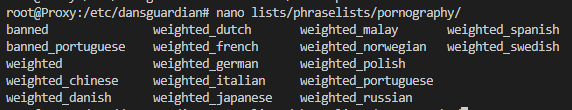 root@Proxy:/etc/dansguardian# nano lists/phraselists/pornography/
banned weighted_dutch weighted_malay weighted_spanish
banned_portuguese weighted_french weighted_norwegian weighted_swedish
weighted weighted_german weighted_polish
weighted_chinese weighted_italian weighted_portuguese
weighted_danish weighted_japanese weighted_russian